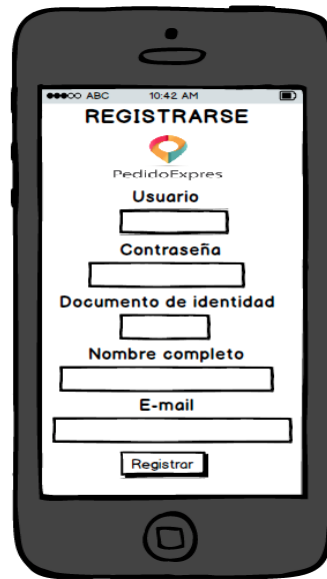 ABC 10:42 AM
REGISTRARSE
PedidoExpres
Usuario
Contraseña
Documento de identidad
Nombre completo
E-mail
Registrar